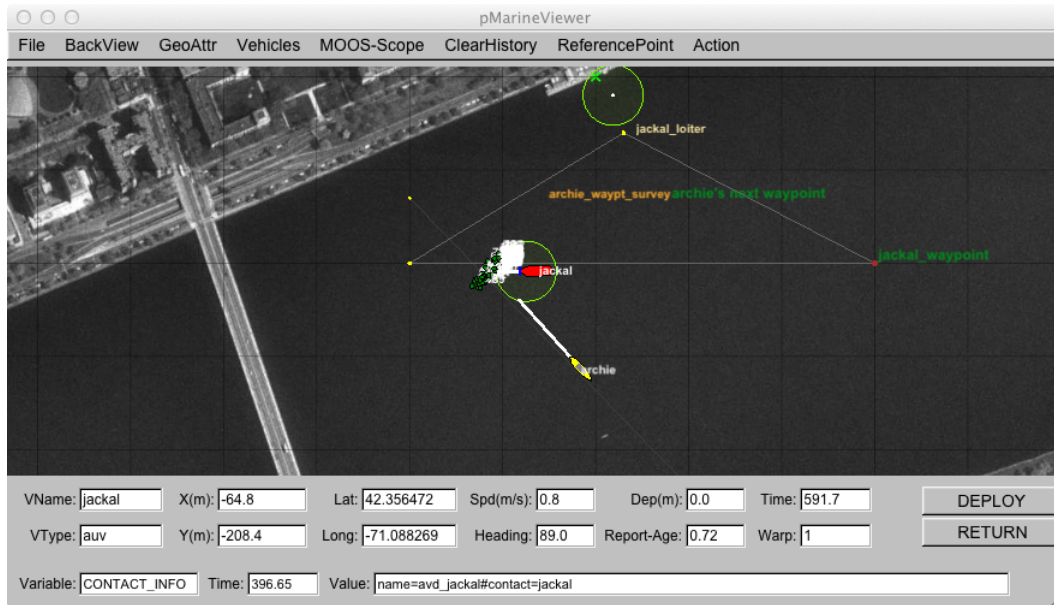 pMarineViewer
File BackView GeoAttr Vehicles MOOS-Scope ClearHistory ReferencePoint Action
jackal_loiter
archie_waypt_survey archie's next waypoint
jackal_waypoint
jackal
archie
VName: jackal X(m): -64.8 Lat: 42.356472 Spd(m/s): 0.8 Dep(m): 0.0 Time: 591.7 DEPLOY
VType: auv Y(m): -208.4 Long: -71.088269 Heading: 89.0 Report-Age: 0.72 Warp: 1 RETURN
Variable: CONTACT_INFO Time: 396.65 Value: name=avd_jackal#contact=jackal